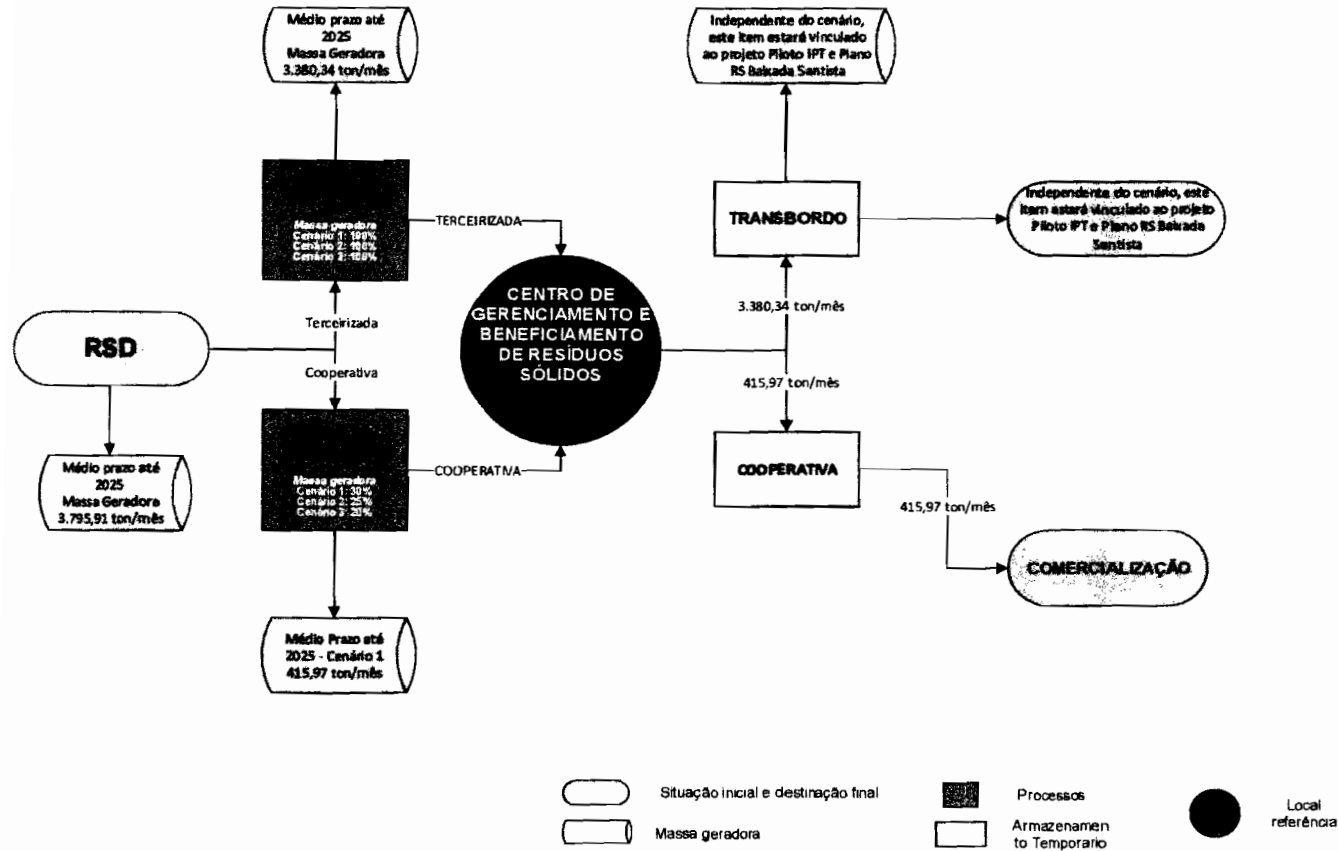 Médio prazo até
2025
Massa Geradora
3.380,34 ton/mês
Independente do cenário,
este item estará vinculado
ao projeto Piloto IPT e Plano
RS Baixada Santista
Massa geradora
Cenário 1: 100%
Cenário 2: 100%
Cenário 3: 100%
TERCEIRIZADA
TRANSBORDO
Independente do cenário, este
item estará vinculado ao projeto
Piloto IPT e Plano RS Baixada
Santista
CENTRO DE
GERENCIAMENTO E
BENEFICIAMENTO
DE RESÍDUOS
SÓLIDOS
3.380,34 ton/mês
Terceirizada
RSD
Cooperativa
415,97 ton/mês
Médio prazo até
2025
Massa Geradora
3.795,91 ton/mês
Massa geradora
Cenário 1: 30%
Cenário 2: 25%
Cenário 3: 20%
COOPERATIVA
COOPERATIVA
415,97 ton/mês
COMERCIALIZAÇÃO
Médio Prazo até
2025 - Cenário 1
415,97 ton/mês
Situação inicial e destinação final
Massa geradora
Processos
Armazenamen
to Temporario
Local
referência